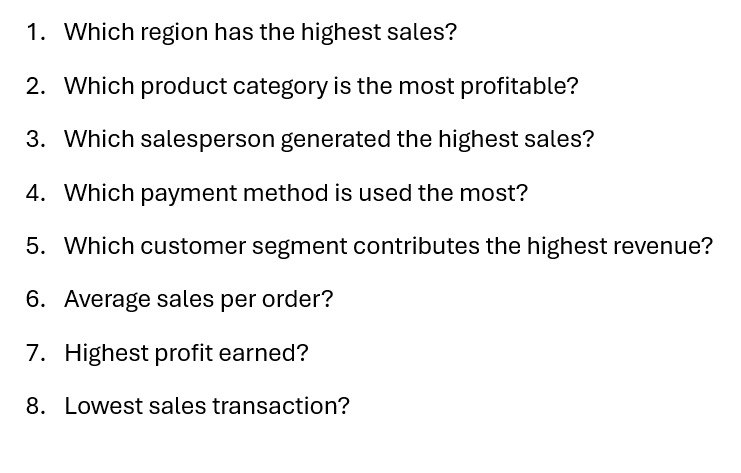 1. Which region has the highest sales?
2. Which product category is the most profitable?
3. Which salesperson generated the highest sales?
4. Which payment method is used the most?
5. Which customer segment contributes the highest revenue?
6. Average sales per order?
7. Highest profit earned?
8. Lowest sales transaction?